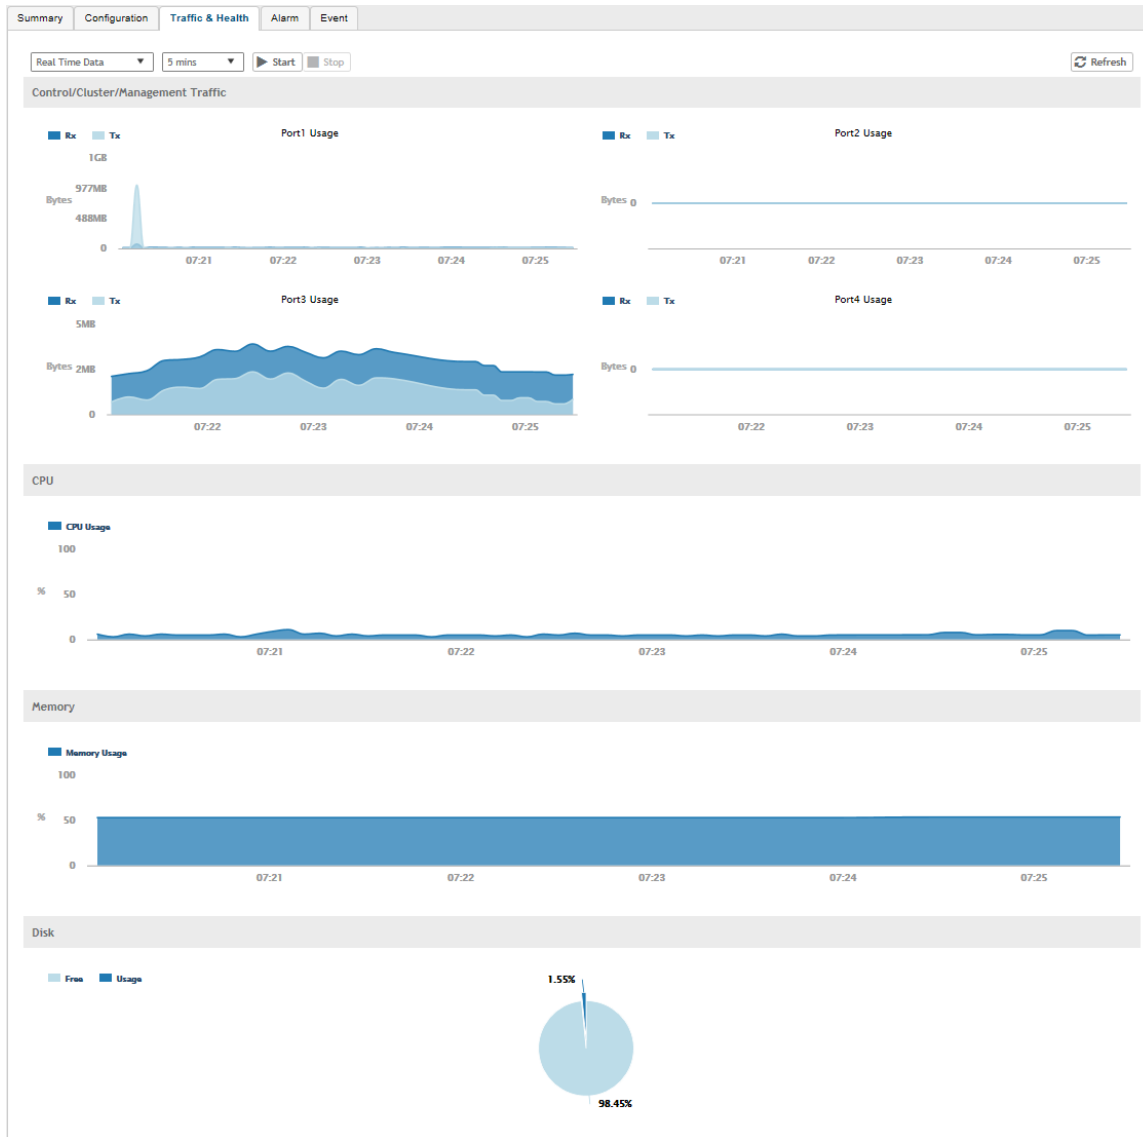 Summary Configuration Traffic & Health Alarm Event
Real Time Data 5 mins Start Stop Refresh
Control/Cluster/Management Traffic
Rx Tx Port1 Usage
1GB
977MB
Bytes
488MB
0
07:21 07:22 07:23 07:24 07:25
Rx Tx Port2 Usage
Bytes 0
07:21 07:22 07:23 07:24 07:25
Rx Tx Port3 Usage
5MB
Bytes 2MB
0
07:22 07:23 07:24 07:25
Rx Tx Port4 Usage
Bytes 0
07:22 07:23 07:24 07:25
CPU
CPU Usage
100
% 50
0
07:21 07:22 07:23 07:24 07:25
Memory
Memory Usage
100
% 50
0
07:21 07:22 07:23 07:24 07:25
Disk
Free Usage
1.55%
98.45%